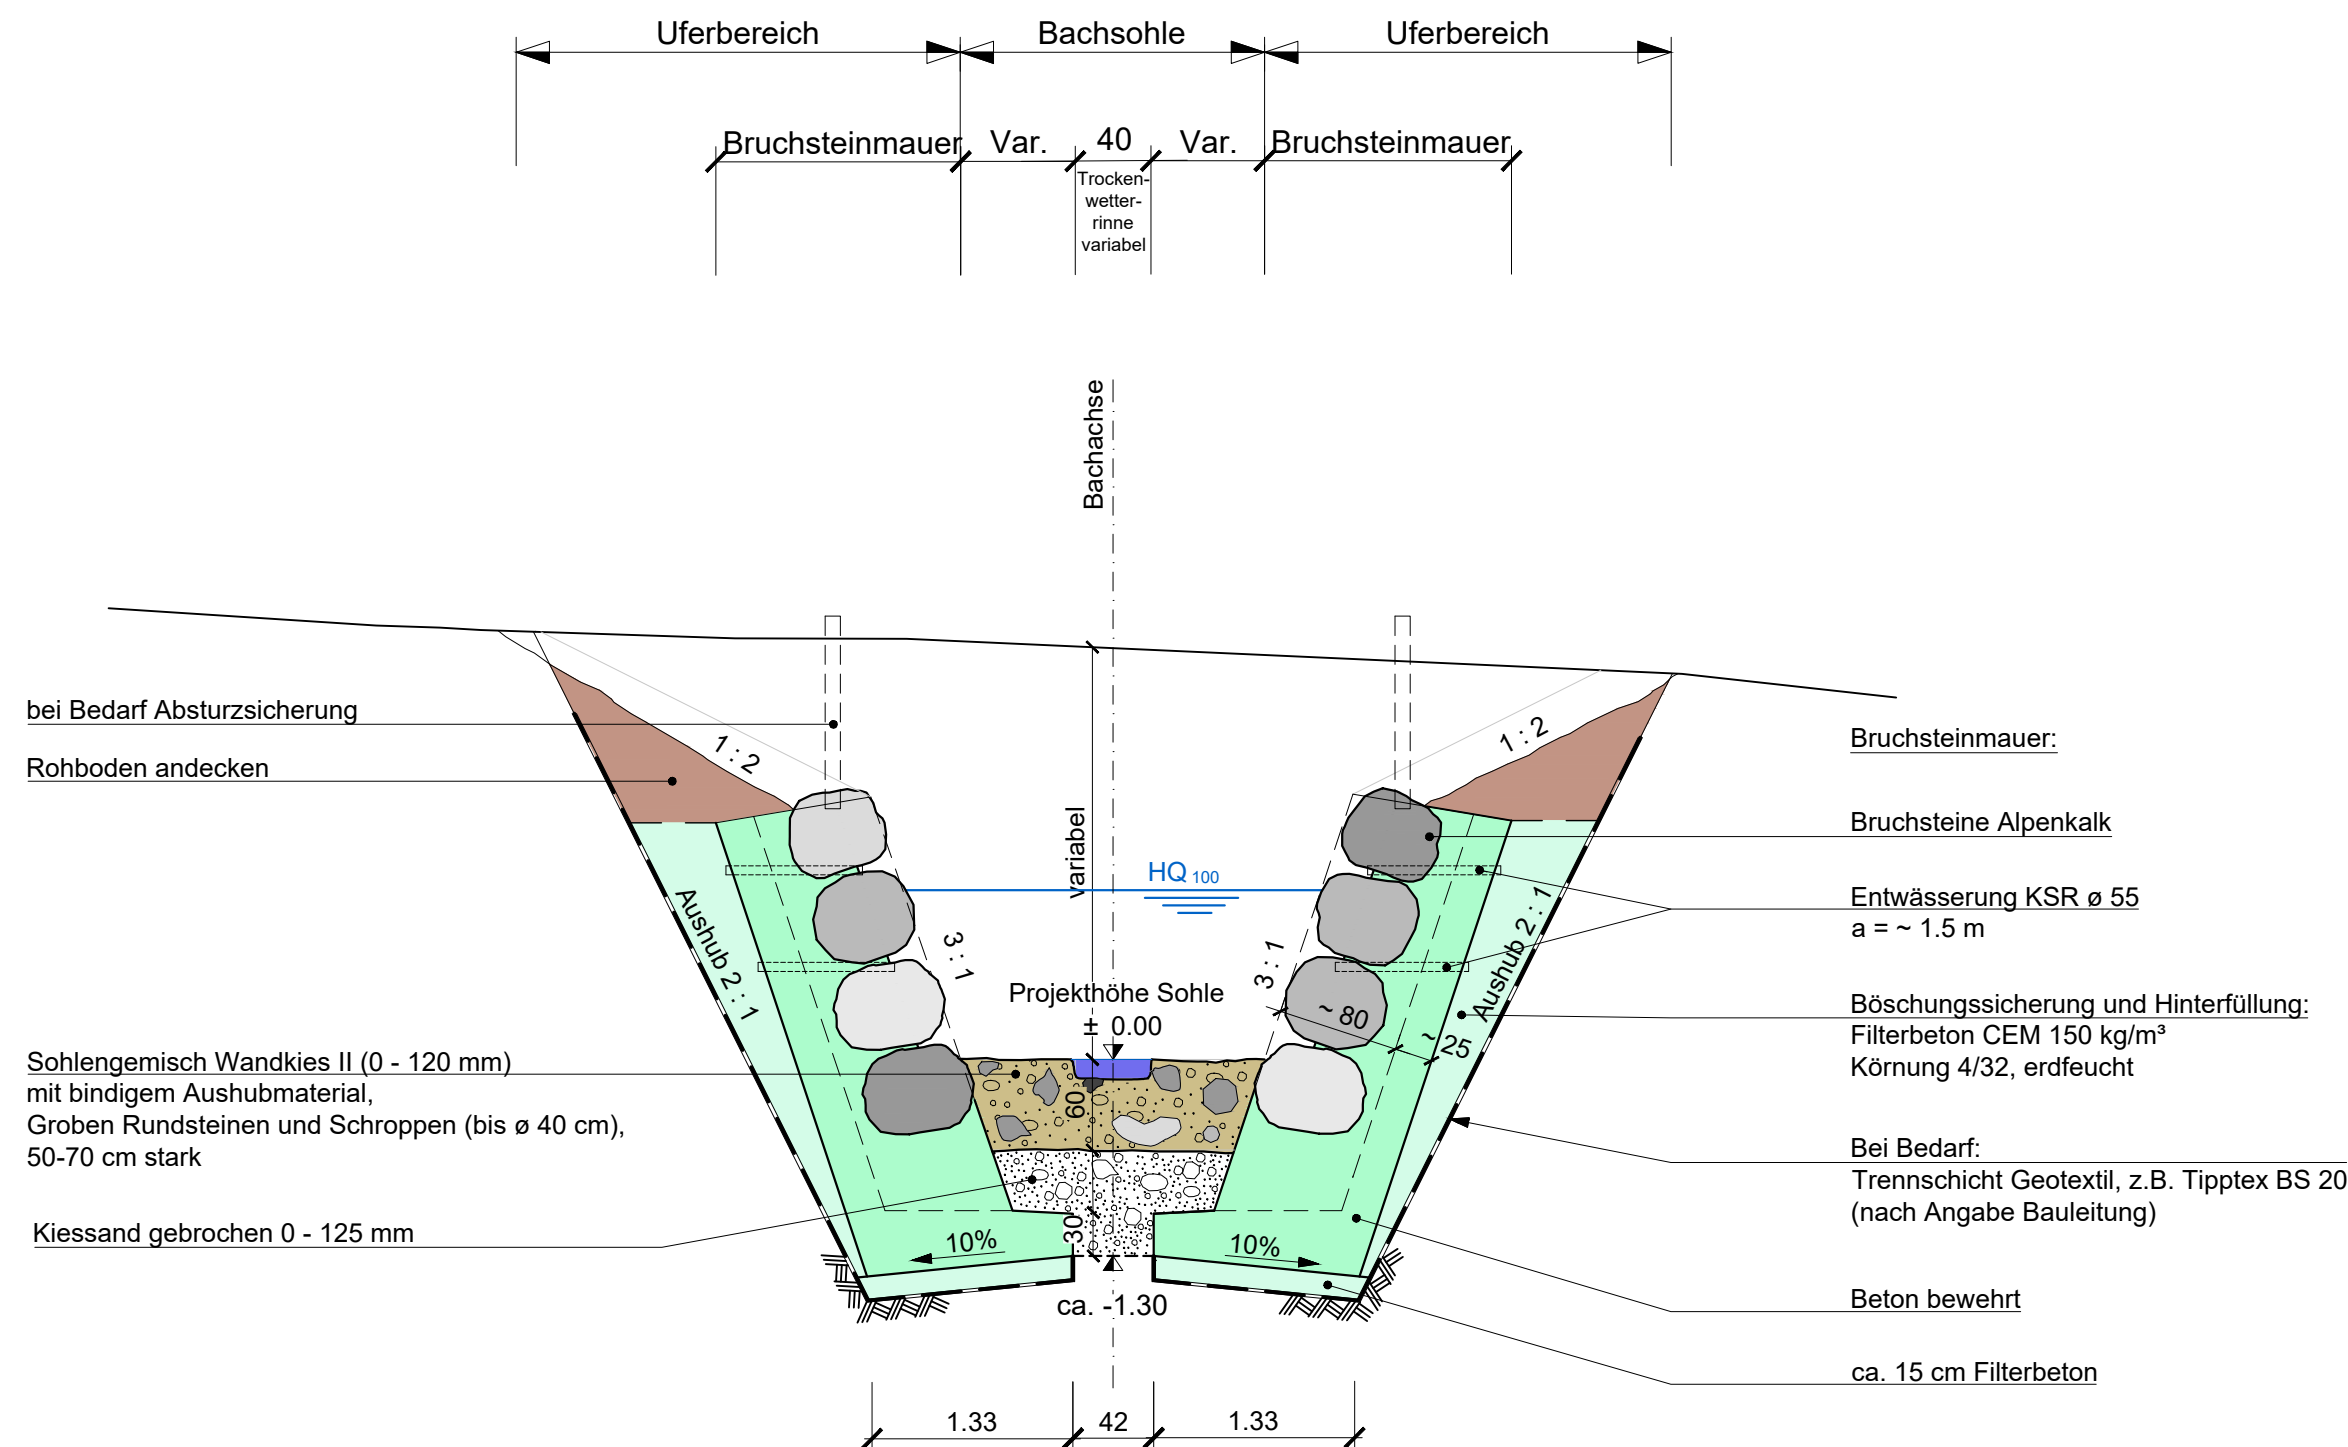 Uferbereich
Bachsohle
Uferbereich
Bruchsteinmauer
Var.
40
Var.
Bruchsteinmauer
Trocken-
wetter-
rinne
variabel
Bachachse
bei Bedarf Absturzsicherung
Rohboden andecken
1 : 2
1 : 2
variabel
HQ 100
Aushub 2 : 1
3 : 1
3 : 1
Aushub 2 : 1
Projekthöhe Sohle
± 0.00
~ 80
~ 25
Sohlengemisch Wandkies II (0 - 120 mm)
mit bindigem Aushubmaterial,
Groben Rundsteinen und Schroppen (bis ø 40 cm),
50-70 cm stark
60
Kiessand gebrochen 0 - 125 mm
30
10%
10%
ca. -1.30
1.33
42
1.33
Bruchsteinmauer:
Bruchsteine Alpenkalk
Entwässerung KSR ø 55
a = ~ 1.5 m
Böschungssicherung und Hinterfüllung:
Filterbeton CEM 150 kg/m³
Körnung 4/32, erdfeucht
Bei Bedarf:
Trennschicht Geotextil, z.B. Tipptex BS 20
(nach Angabe Bauleitung)
Beton bewehrt
ca. 15 cm Filterbeton